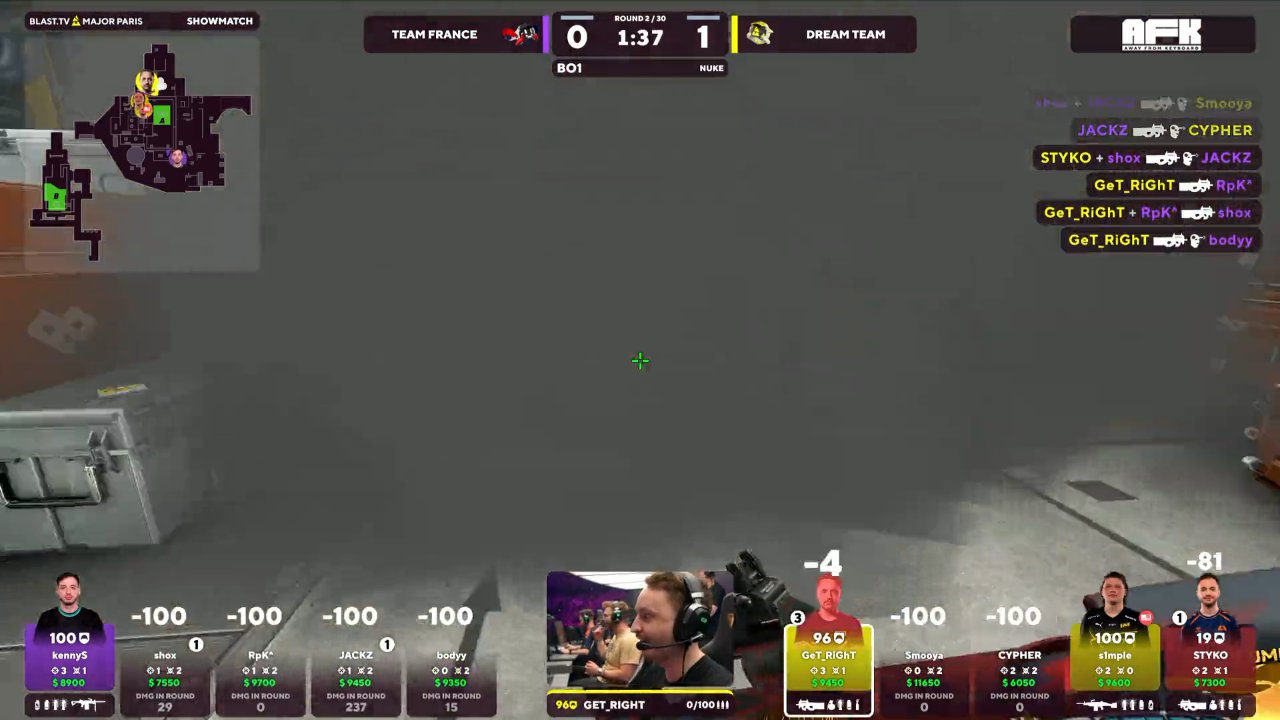 BLAST.TV MAJOR PARIS SHOWMATCH
TEAM FRANCE 0 ROUND 2 / 30 1:37 1 DREAM TEAM
BO1 NUKE
AFK
AWAY FROM KEYBOARD
A
B
Smooya
JACKZ CYPHER
STYKO + shox JACKZ
GeT_RiGhT RpK^
GeT_RiGhT + RpK^ shox
GeT_RiGhT bodyy
100 kennyS 3 1 $ 8900
-100 1 shox 1 2 $ 7550 DMG IN ROUND 29
-100 RpK^ 1 2 $ 9700 DMG IN ROUND 0
-100 1 JACKZ 1 2 $ 9450 DMG IN ROUND 237
-100 bodyy 0 2 $ 9350 DMG IN ROUND 15
96 GET_RIGHT 0/100
-4 3 96 GeT_RiGhT 3 1 $ 9450
-100 Smooya 0 2 $ 11650 DMG IN ROUND 0
-100 CYPHER 2 2 $ 6050 DMG IN ROUND 0
100 s1mple 2 0 $ 9600
-81 1 19 STYKO 2 1 $ 7300